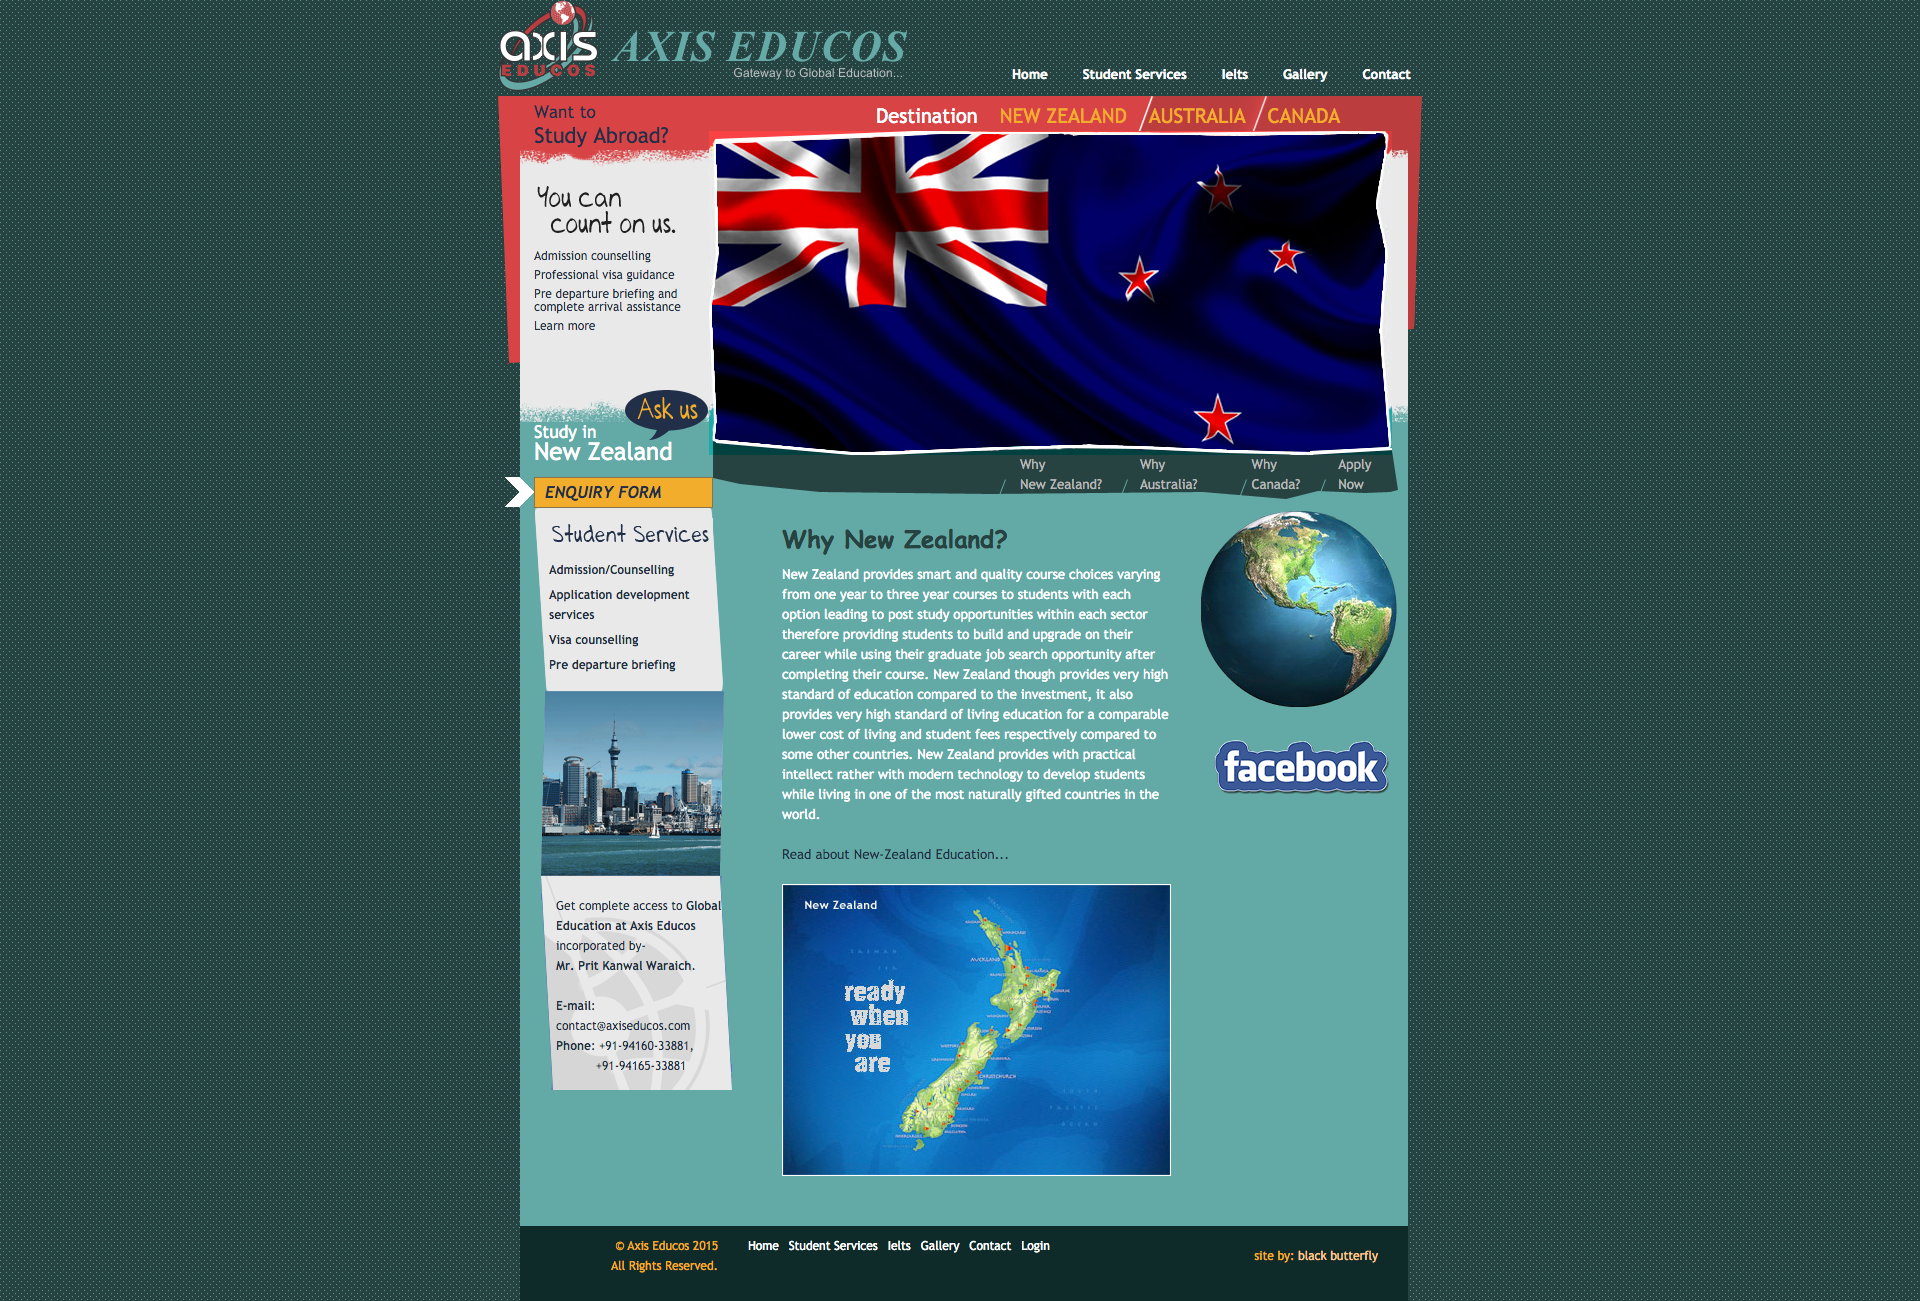 axis
EDUCOS
AXIS EDUCOS
Gateway to Global Education...
Home Student Services Ielts Gallery Contact
Want to
Study Abroad?
Destination NEW ZEALAND AUSTRALIA CANADA
You can
count on us.
Admission counselling
Professional visa guidance
Pre departure briefing and
complete arrival assistance
Learn more
Ask us
Study in
New Zealand
Why
New Zealand?
Why
Australia?
Why
Canada?
Apply
Now
ENQUIRY FORM
Student Services
Admission/Counselling
Application development
services
Visa counselling
Pre departure briefing
Get complete access to Global
Education at Axis Educos
incorporated by-
Mr. Prit Kanwal Waraich.
E-mail:
contact@axiseducos.com
Phone: +91-94160-33881,
+91-94165-33881
Why New Zealand?
New Zealand provides smart and quality course choices varying
from one year to three year courses to students with each
option leading to post study opportunities within each sector
therefore providing students to build and upgrade on their
career while using their graduate job search opportunity after
completing their course. New Zealand though provides very high
standard of education compared to the investment, it also
provides very high standard of living education for a comparable
lower cost of living and student fees respectively compared to
some other countries. New Zealand provides with practical
intellect rather with modern technology to develop students
while living in one of the most naturally gifted countries in the
world.
Read about New-Zealand Education...
New Zealand
AUCKLAND
CHRISTCHURCH
ready
when
you
are
facebook
© Axis Educos 2015
All Rights Reserved.
Home Student Services Ielts Gallery Contact Login
site by: black butterfly